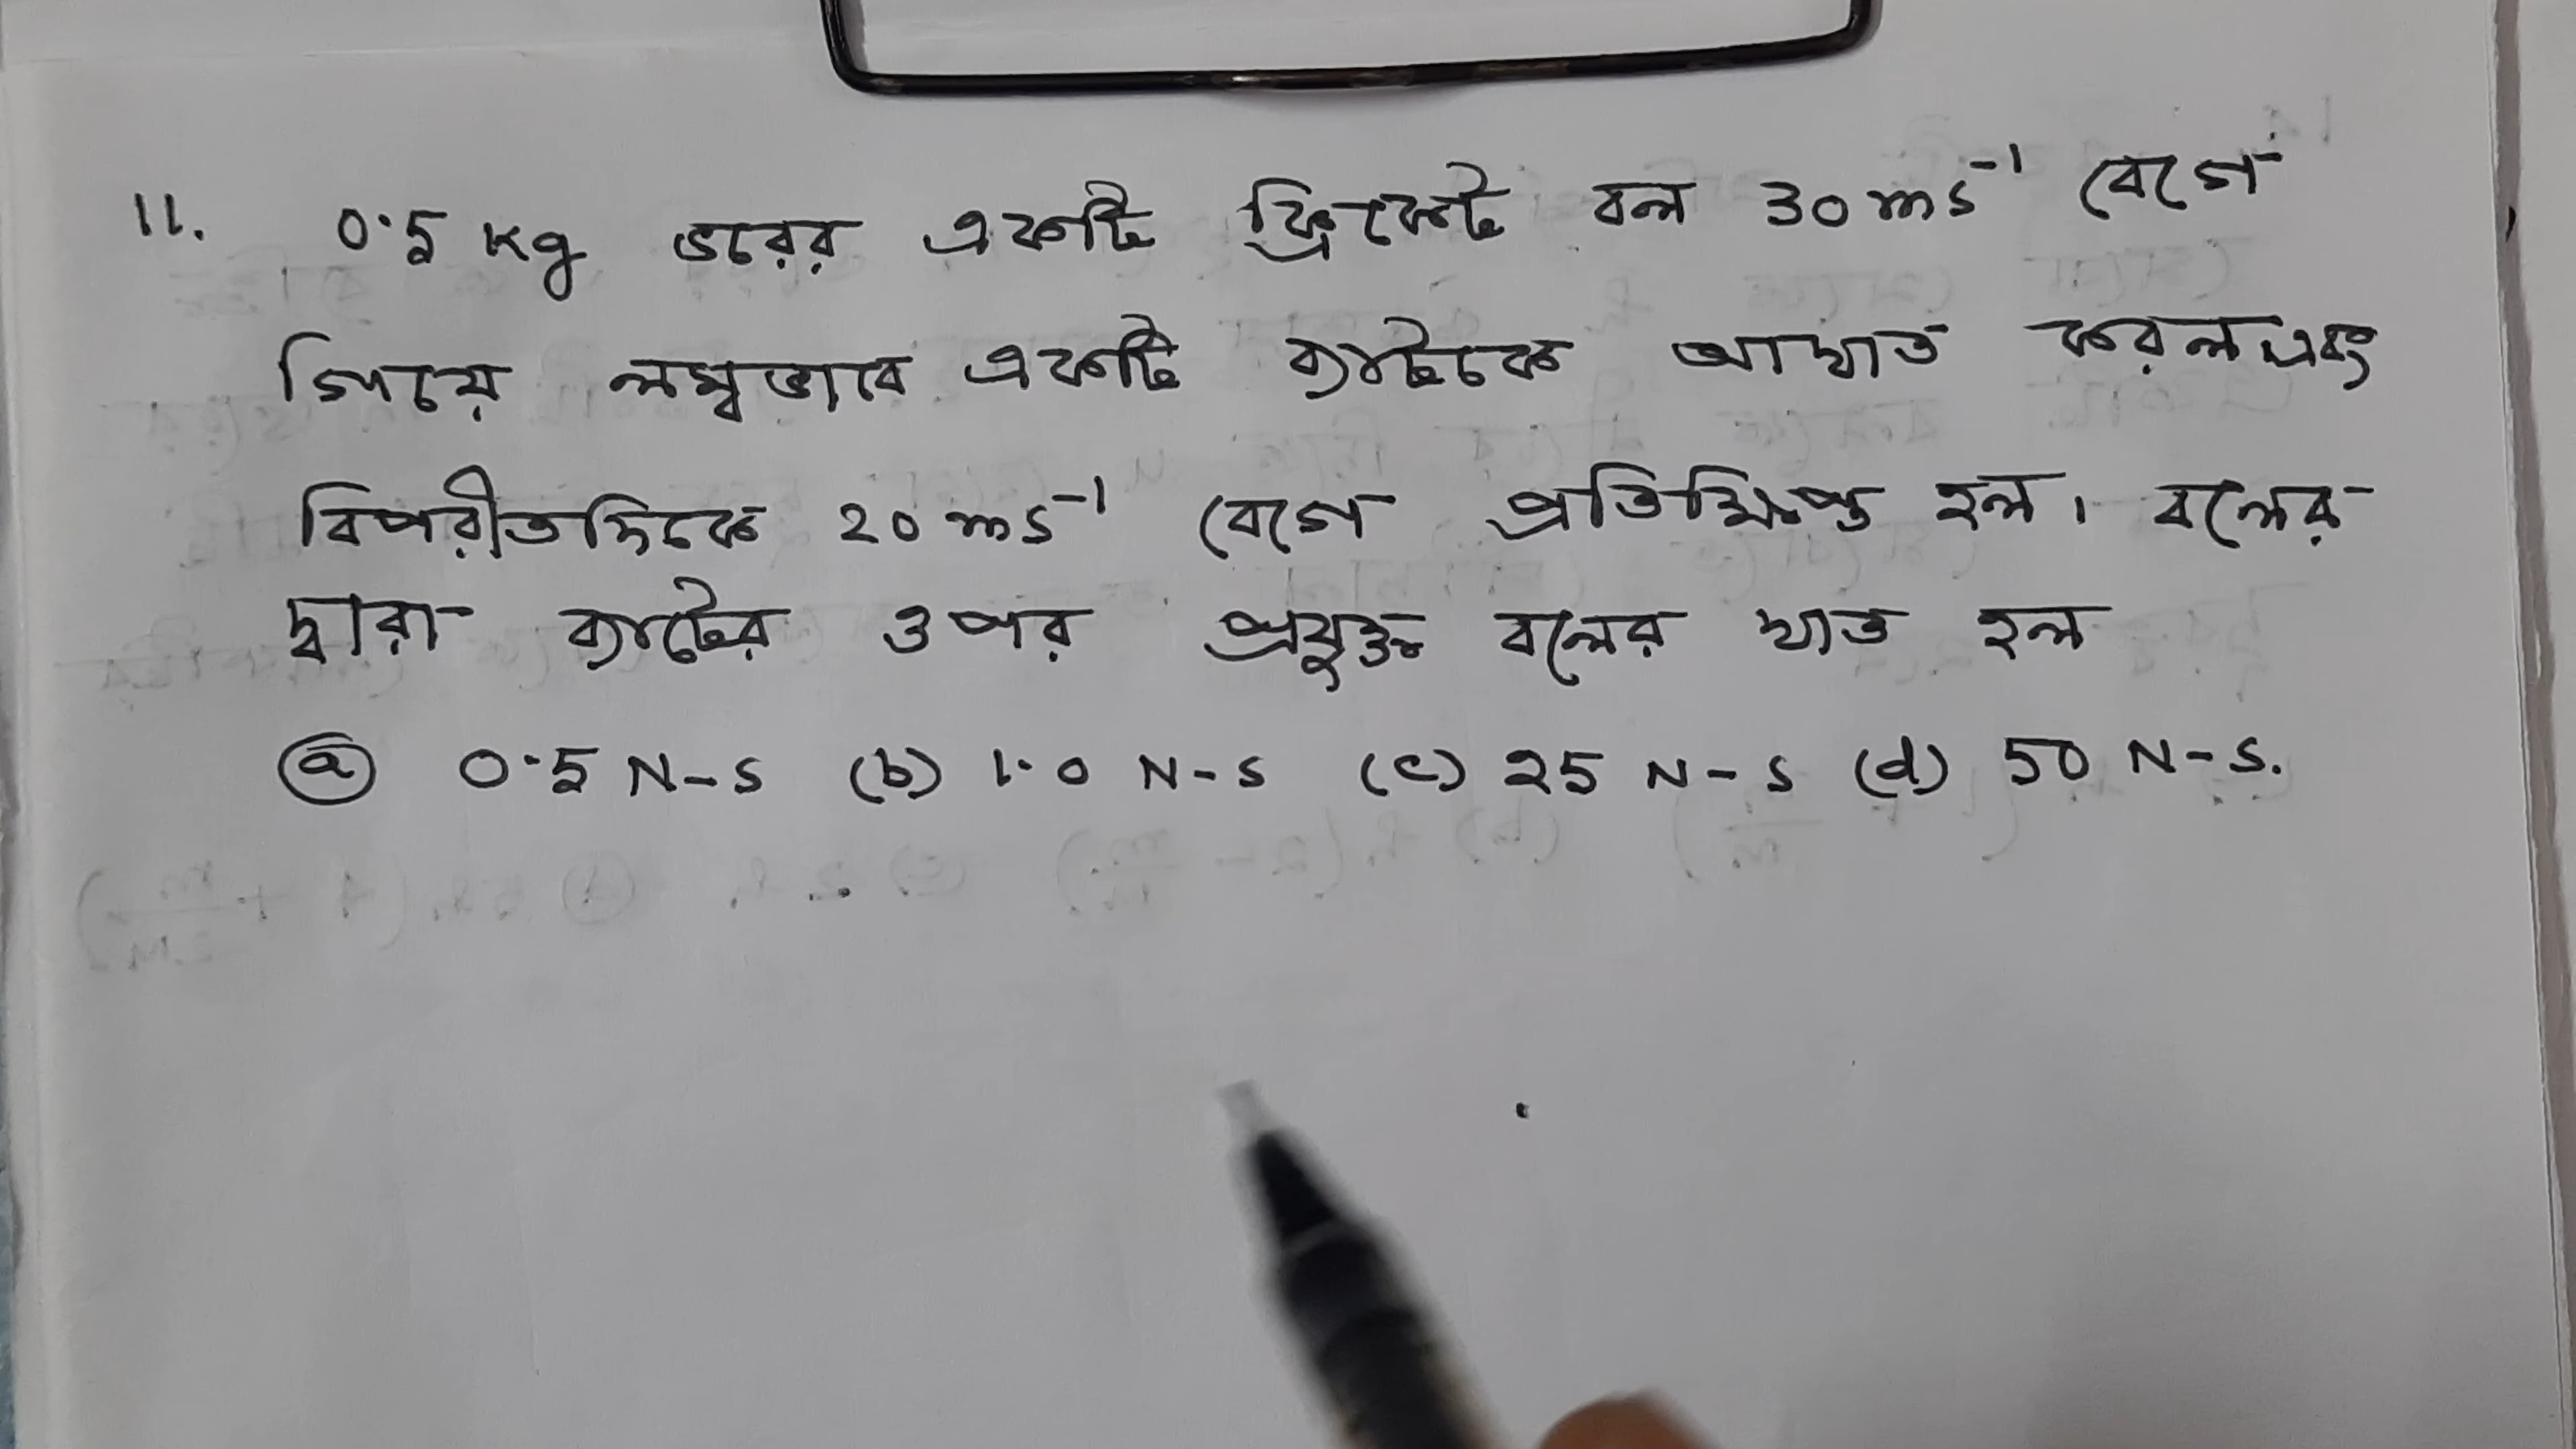 11. 0.5 kg ভরের একটি ক্রিকেট বল 30 ms⁻¹ বেগে
গিয়ে লম্বভাবে একটি ব্যাটকে আঘাত করল এবং
বিপরীতদিকে 20 ms⁻¹ বেগে প্রতিক্ষিপ্ত হল। বলের
দ্বারা ব্যাটের ওপর প্রযুক্ত বলের ঘাত হল
(a) 0.5 N-S (b) 1.0 N-S (c) 25 N-S (d) 50 N-S.